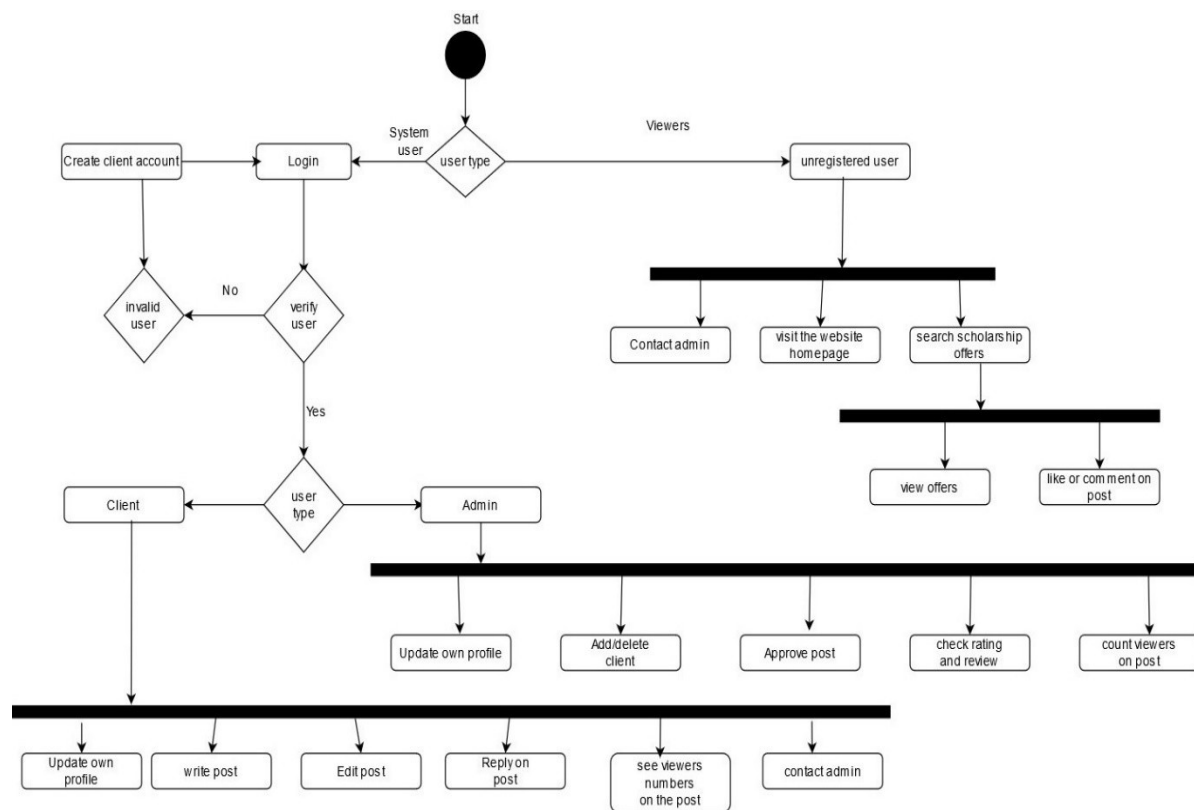 Start
Viewers
System
user
Create client account
Login
user type
unregistered user
invalid
user
No
verify
user
Contact admin
visit the website
homepage
search scholarship
offers
Yes
view offers
like or comment on
post
Client
user
type
Admin
Update own profile
Add/delete
client
Approve post
check rating
and review
count viewers
on post
Update own
profile
write post
Edit post
Reply on
post
see viewers
numbers
on the post
contact admin